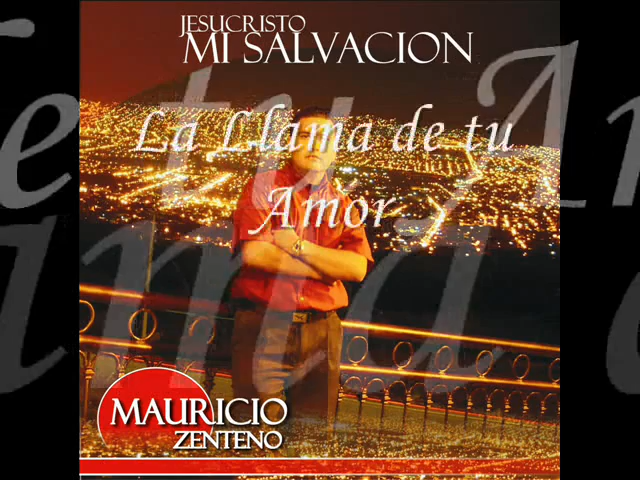 JESUCRISTO
MI SALVACION
La Llama de tu
Amor
MAURICIO
ZENTENO